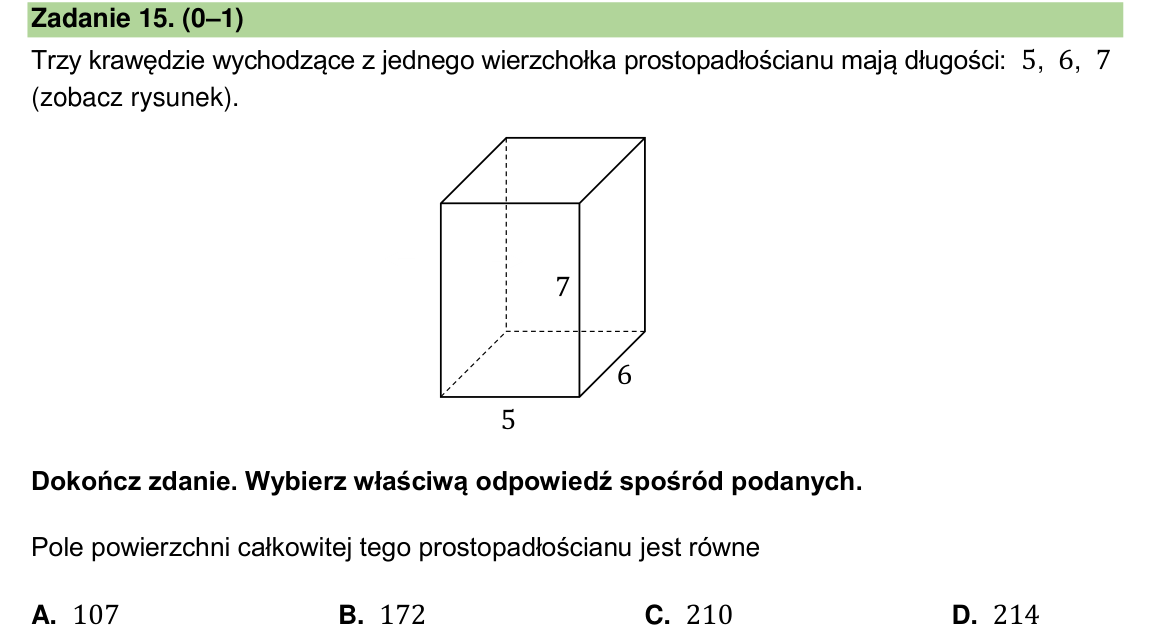 Zadanie 15. (0–1)
Trzy krawędzie wychodzące z jednego wierzchołka prostopadłościanu mają długości: 5, 6, 7
(zobacz rysunek).
7
6
5
Dokończ zdanie. Wybierz właściwą odpowiedź spośród podanych.
Pole powierzchni całkowitej tego prostopadłościanu jest równe
A. 107 B. 172 C. 210 D. 214